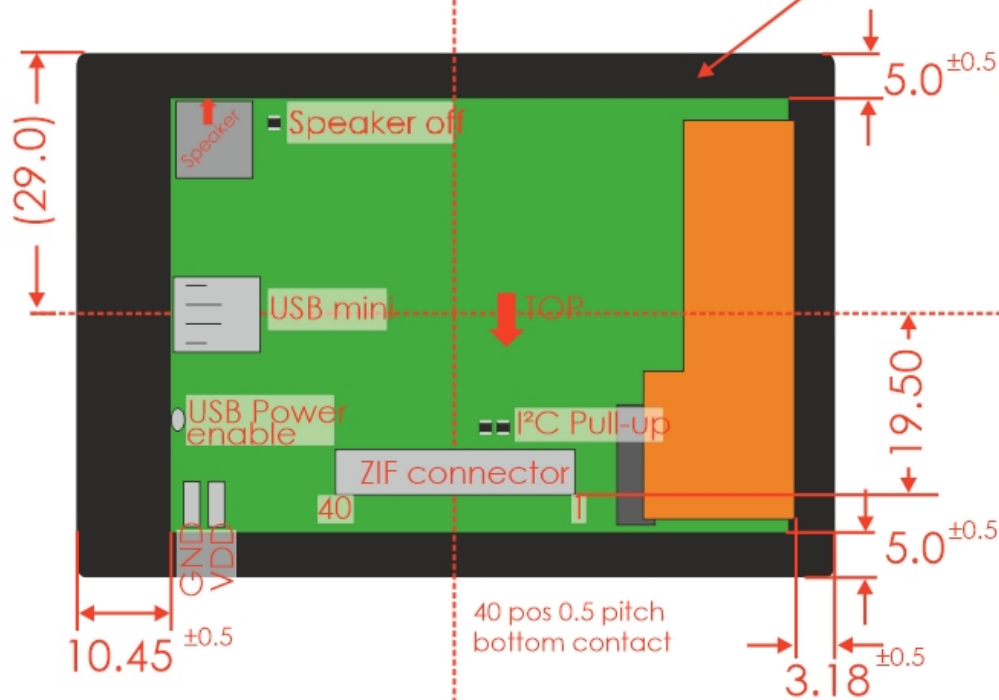 5.0 ±0.5
Speaker
Speaker off
(29.0)
USB mini
TOP
19.50
USB Power
enable
I²C Pull-up
ZIF connector
40
1
GND
VDD
5.0 ±0.5
10.45 ±0.5
40 pos 0.5 pitch
bottom contact
3.18 ±0.5